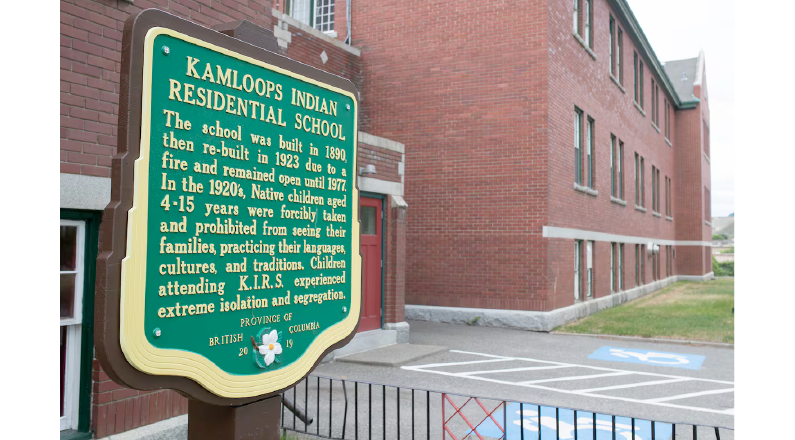 KAMLOOPS INDIAN
RESIDENTIAL SCHOOL
The school was built in 1890,
then re-built in 1923 due to a
fire and remained open until 1977.
In the 1920's, Native children aged
4-15 years were forcibly taken
and prohibited from seeing their
families, practicing their languages,
cultures, and traditions. Children
attending K.I.R.S. experienced
extreme isolation and segregation.
PROVINCE OF
BRITISH COLUMBIA
20 19